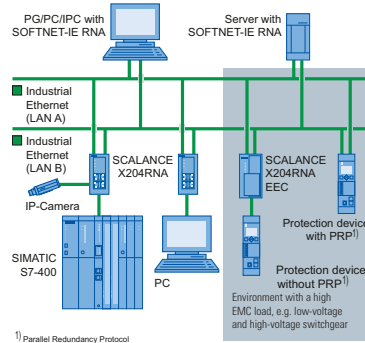 PG/PC/IPC with
SOFTNET-IE RNA
Server with
SOFTNET-IE RNA
Industrial
Ethernet
(LAN A)
Industrial
Ethernet
(LAN B)
SCALANCE
X204RNA
SCALANCE
X204RNA
EEC
IP-Camera
SIMATIC
S7-400
PC
Protection device
with PRP1)
Protection device
without PRP1)
Environment with a high
EMC load, e.g. low-voltage
and high-voltage switchgear
1) Parallel Redundancy Protocol